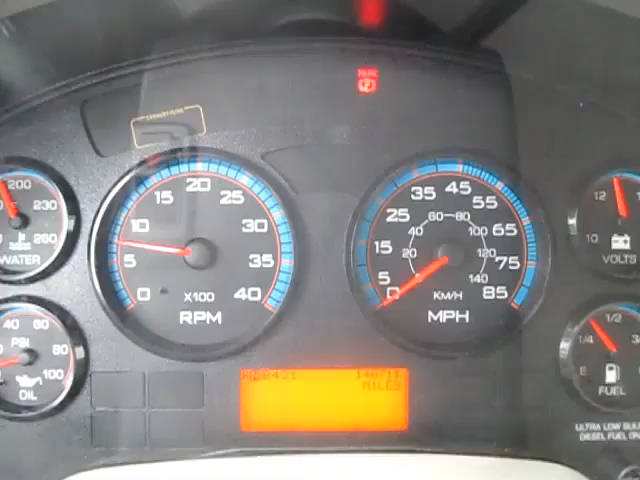 PARK
200
230
260
WATER
40 60
PSI
80
100
OIL
0 5 10 15 20 25 30 35 40
X100
RPM
0 5 15 25 35 45 55 65 75 85
20 40 60 80 100 120 140
KM/H
MPH
MILES
12
10
VOLTS
1/4 1/2
E
FUEL
ULTRA LOW
DIESEL FUEL